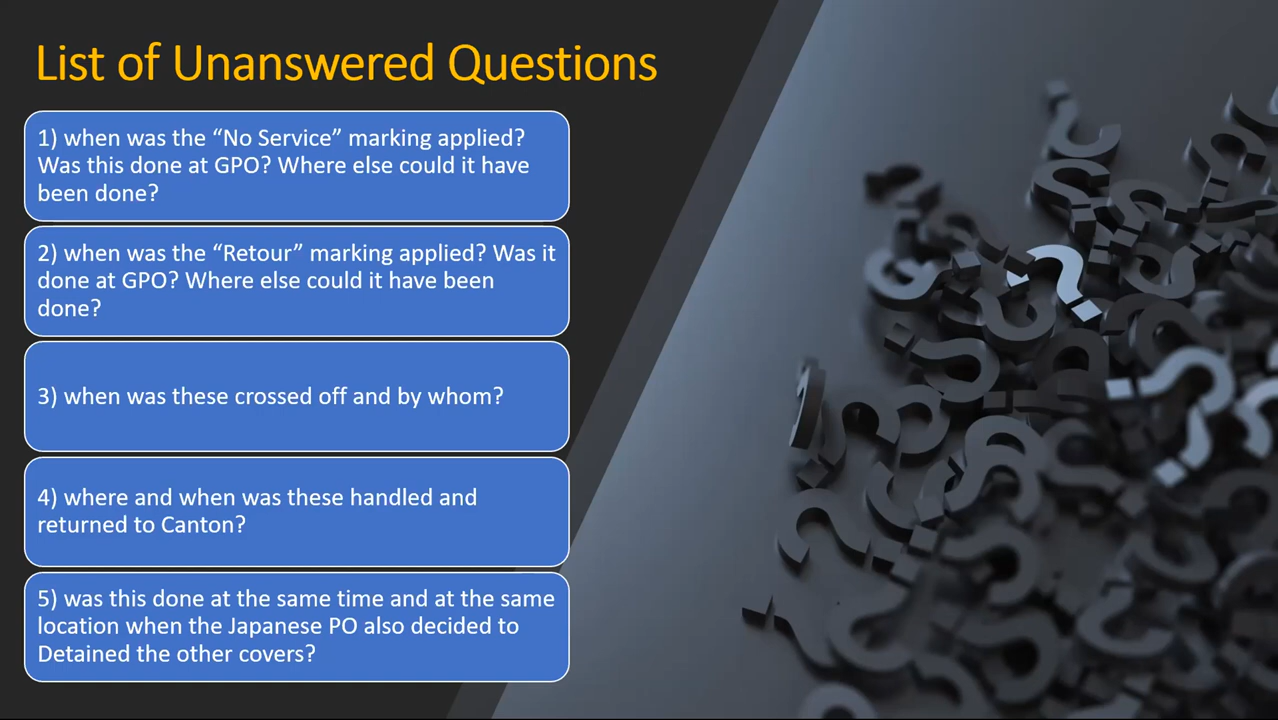 List of Unanswered Questions
1) when was the “No Service” marking applied?
Was this done at GPO? Where else could it have
been done?
2) when was the “Retour” marking applied? Was it
done at GPO? Where else could it have been
done?
3) when was these crossed off and by whom?
4) where and when was these handled and
returned to Canton?
5) was this done at the same time and at the same
location when the Japanese PO also decided to
Detained the other covers?